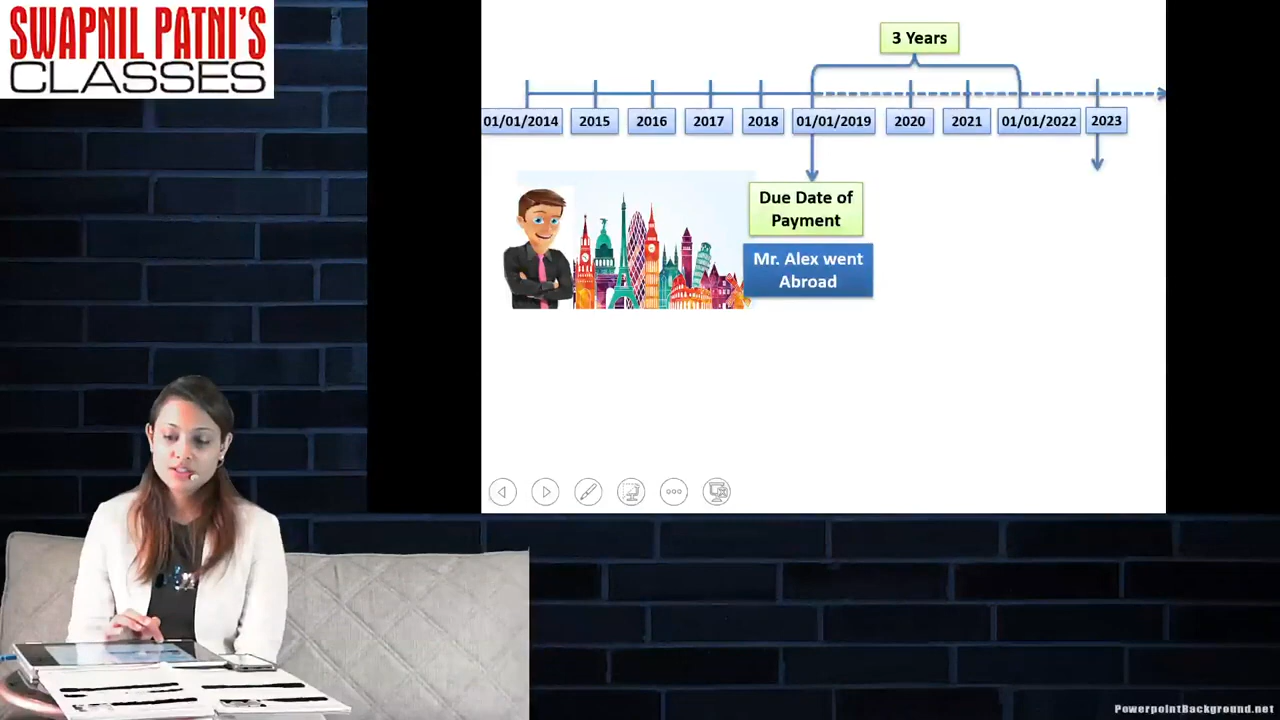 SWAPNIL PATNI'S
CLASSES
3 Years
01/01/2014 2015 2016 2017 2018 01/01/2019 2020 2021 01/01/2022 2023
Due Date of
Payment
Mr. Alex went
Abroad
PowerpointBackground.net